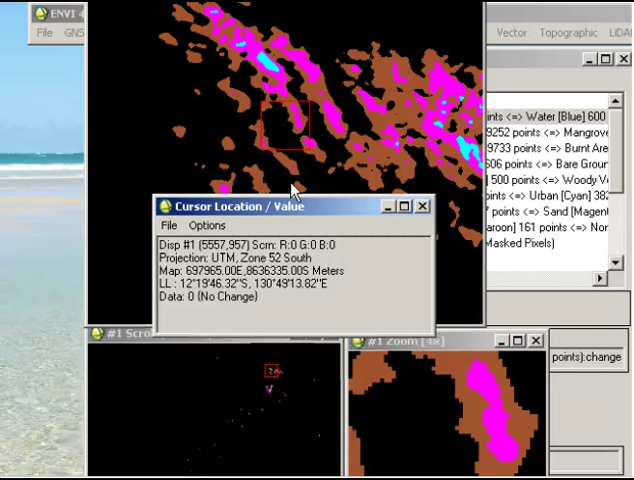 ENVI 4
File GNS
Vector Topographic LiDAR
ints <=> Water [Blue] 600
9252 points <=> Mangrove
9733 points <=> Burnt Area
606 points <=> Bare Groun
] 500 points <=> Woody V
points <=> Urban [Cyan] 382
points <=> Sand [Magent
aroon] 161 points <=> Nor
Masked Pixels)
Cursor Location / Value
File Options
Disp #1 (5557,957) Scrn: R:0 G:0 B:0
Projection: UTM, Zone 52 South
Map: 697965.00E,8636335.00S Meters
LL : 12°19'46.32"S, 130°49'13.82"E
Data: 0 {No Change}
#1 Scro
#1 Zoom [4x]
points):change